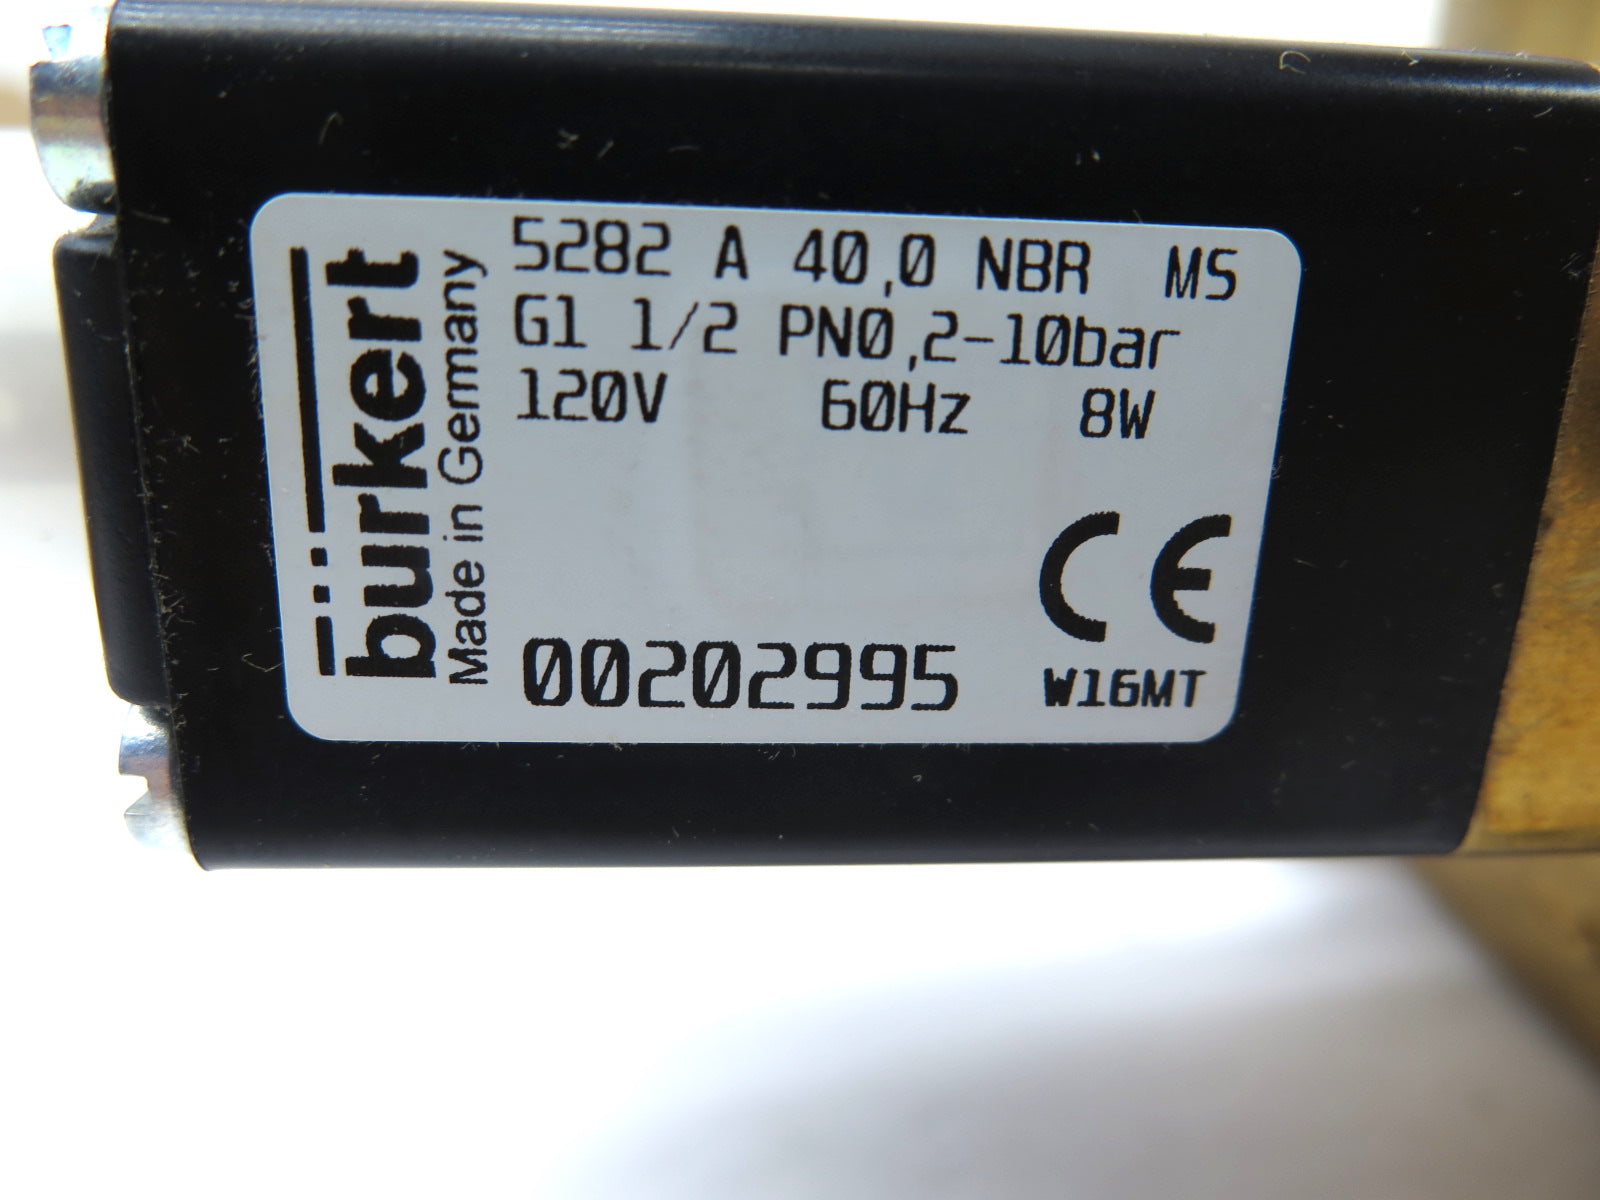 bürkert
Made in Germany
5282 A 40,0 NBR MS
G1 1/2 PN0,2-10bar
120V 60Hz 8W
CE
00202995 W16MT